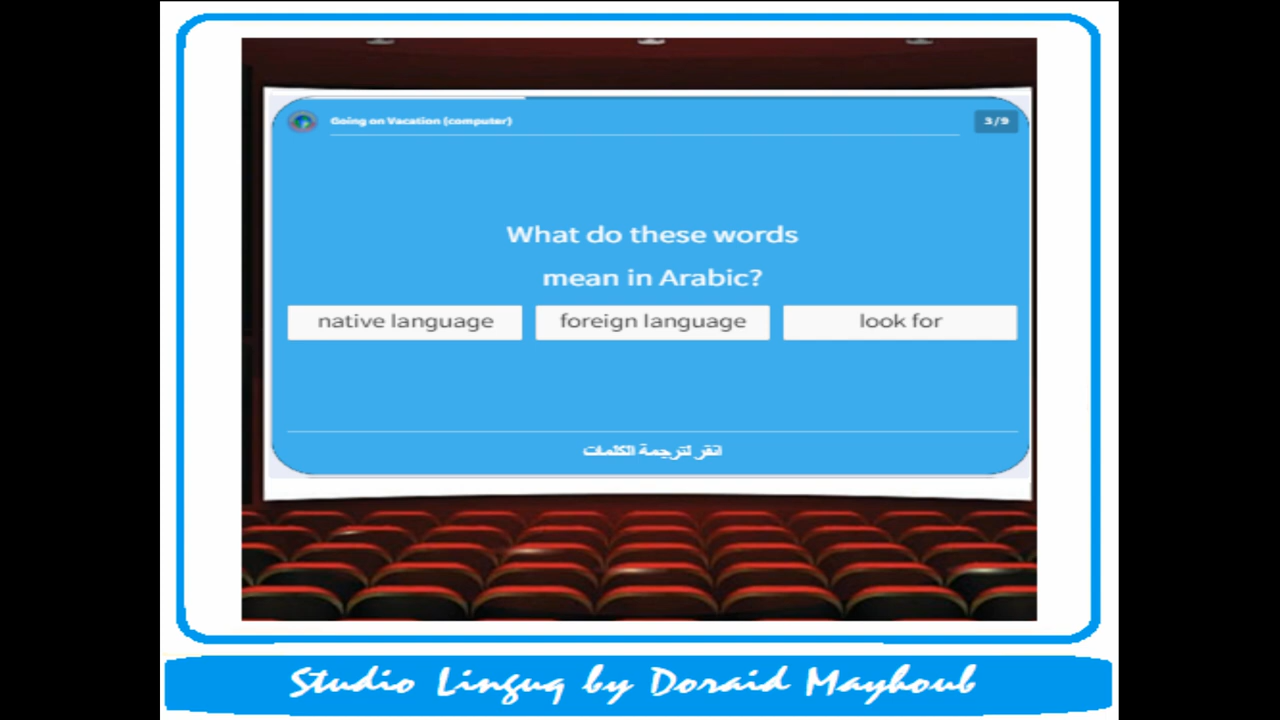 Going on Vacation (computer)
3/9
What do these words
mean in Arabic?
native language
foreign language
look for
انقر لترجمة الكلمات
Studio Lingua by Doraid Mayhoub